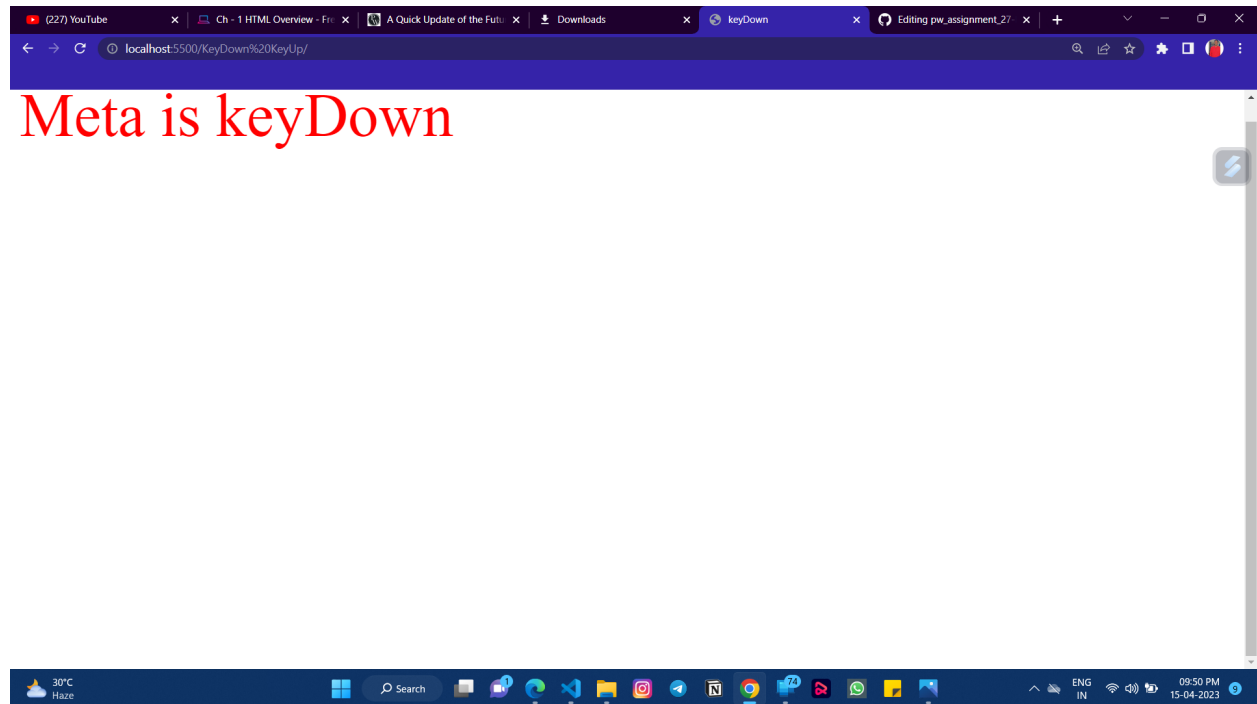 (227) YouTube
Ch - 1 HTML Overview - Fre
A Quick Update of the Futu
Downloads
keyDown
Editing pw_assignment_27-
localhost:5500/KeyDown%20KeyUp/
Meta is keyDown
30°C
Haze
Search
1
74
ENG
IN
09:50 PM
15-04-2023
9